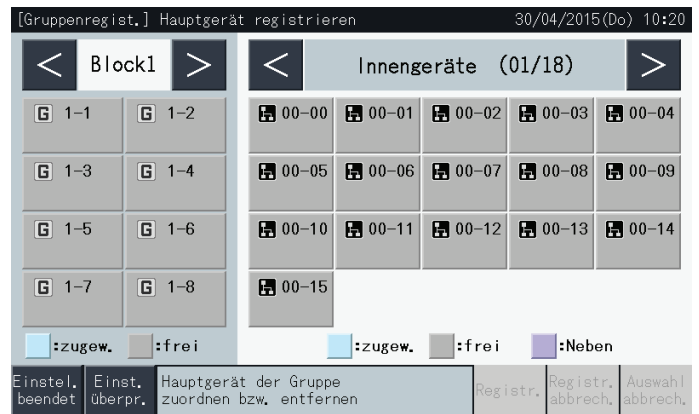 [Gruppenregist.] Hauptgerät registrieren 30/04/2015(Do) 10:20
< Block1 > < Innengeräte (01/18) >
G 1-1 G 1-2 00-00 00-01 00-02 00-03 00-04
G 1-3 G 1-4 00-05 00-06 00-07 00-08 00-09
G 1-5 G 1-6 00-10 00-11 00-12 00-13 00-14
G 1-7 G 1-8 00-15
:zugew. :frei :zugew. :frei :Neben
Einstel. Einst. Hauptgerät der Gruppe Registr. Registr. Auswahl
beendet überpr. zuordnen bzw. entfernen abbrech. abbrech.